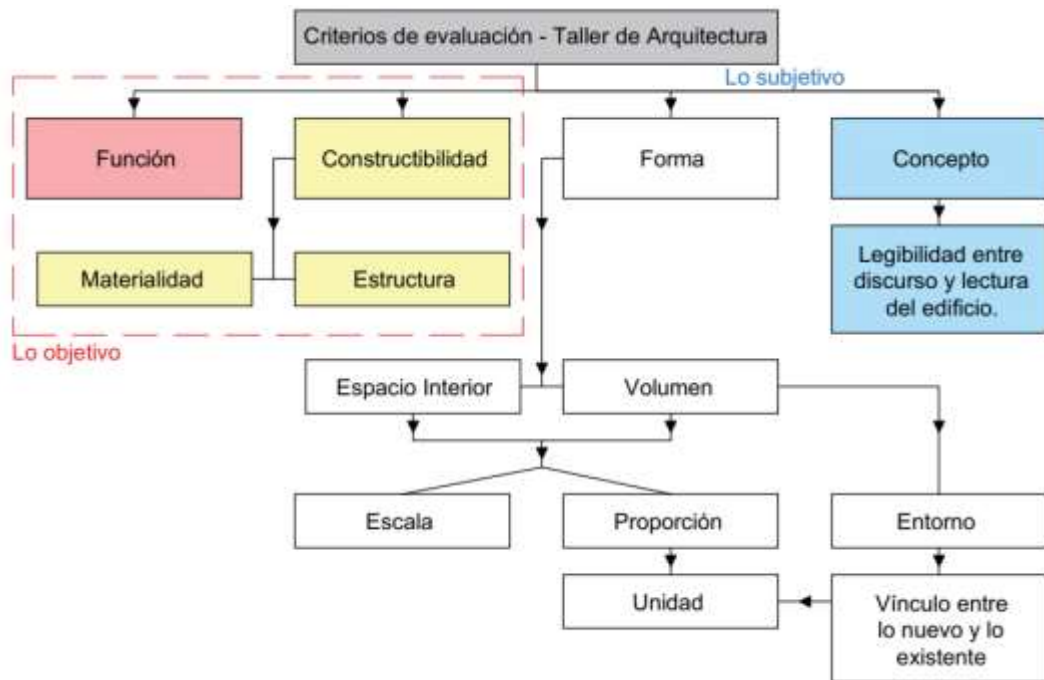 Criterios de evaluación - Taller de Arquitectura
Lo subjetivo
Función
Constructibilidad
Forma
Concepto
Materialidad
Estructura
Legibilidad entre
discurso y lectura
del edificio.
Lo objetivo
Espacio Interior
Volumen
Escala
Proporción
Entorno
Unidad
Vínculo entre
lo nuevo y lo
existente